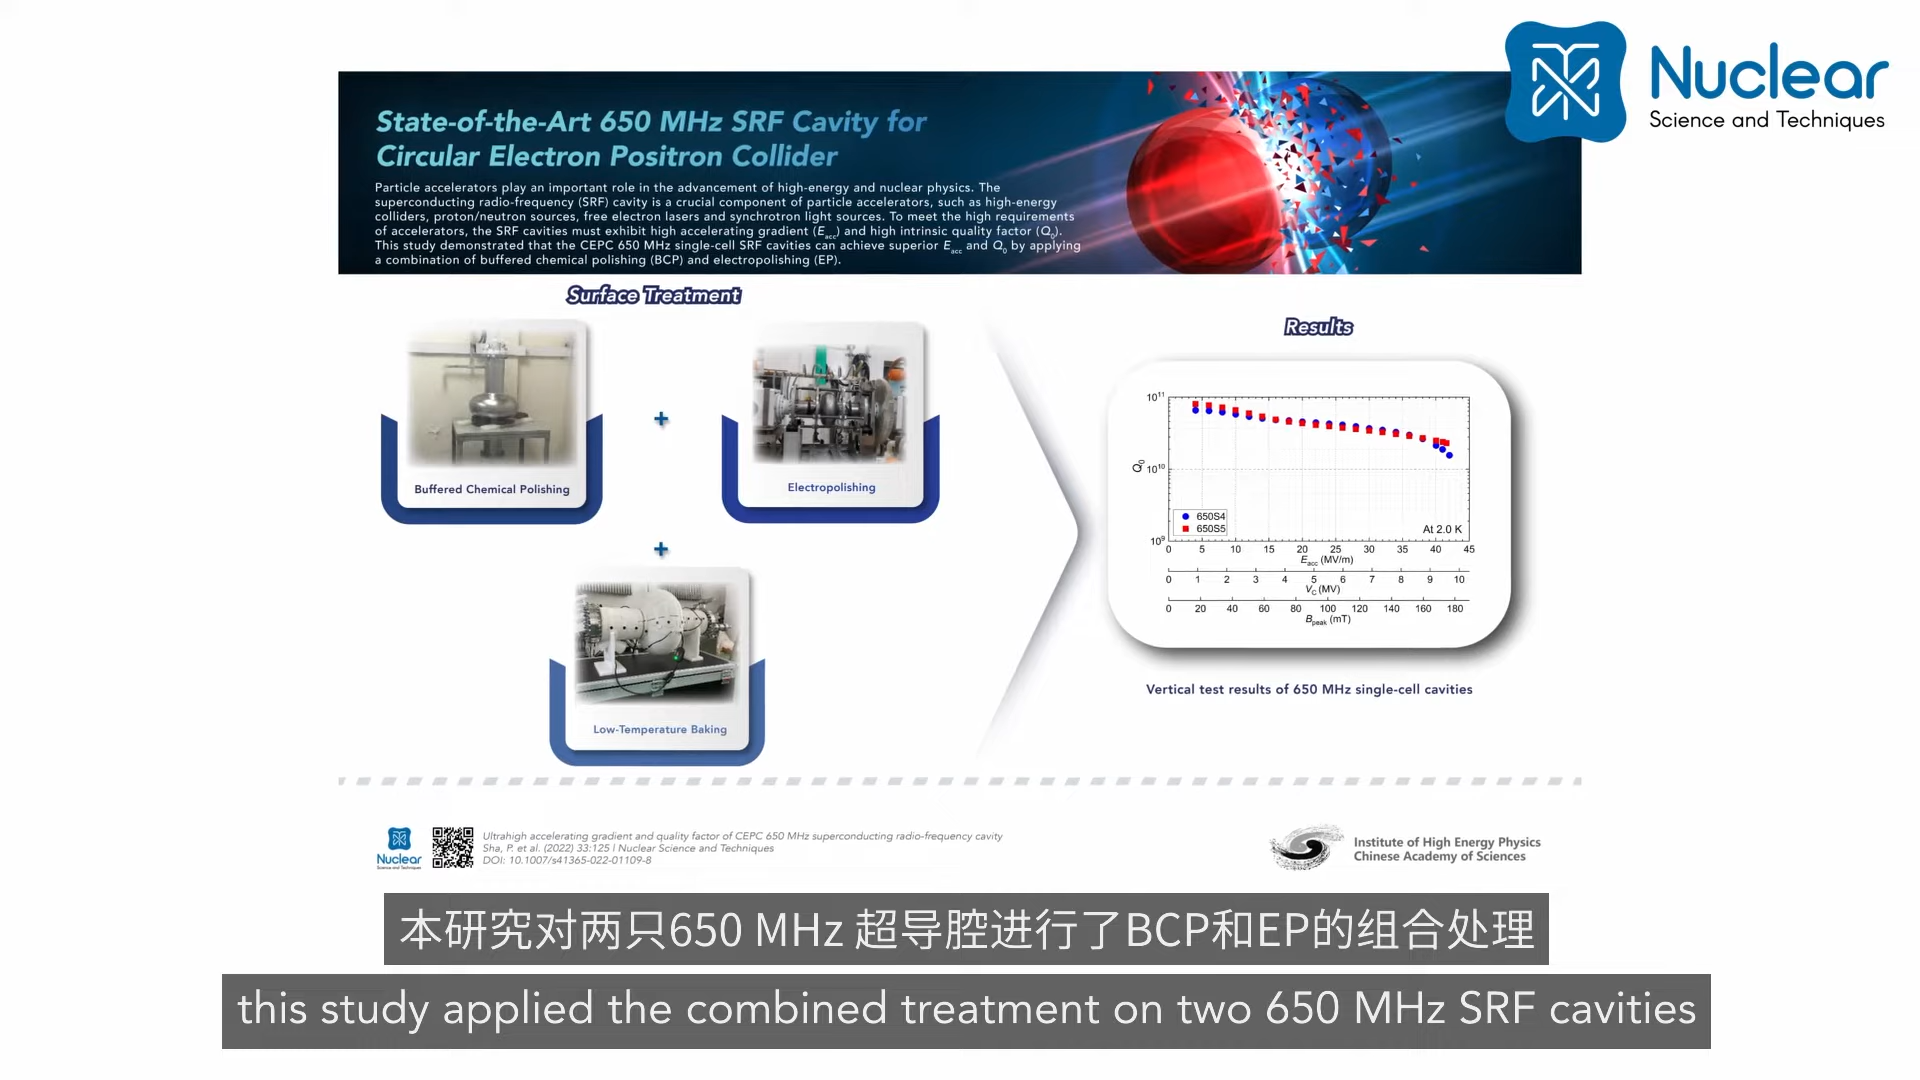 Nuclear
Science and Techniques
State-of-the-Art 650 MHz SRF Cavity for
Circular Electron Positron Collider
Particle accelerators play an important role in the advancement of high-energy and nuclear physics. The
superconducting radio-frequency (SRF) cavity is a crucial component of particle accelerators, such as high-energy
colliders, proton/neutron sources, free electron lasers and synchrotron light sources. To meet the high requirements
of accelerators, the SRF cavities must exhibit high accelerating gradient (Eacc) and high intrinsic quality factor (Q0).
This study demonstrated that the CEPC 650 MHz single-cell SRF cavities can achieve superior Eacc and Q0 by applying
a combination of buffered chemical polishing (BCP) and electropolishing (EP).
Surface Treatment
Buffered Chemical Polishing
+
Electropolishing
+
Low-Temperature Baking
Results
10^11
Q0
10^10
10^9
650S4
650S5
At 2.0 K
0 5 10 15 20 25 30 35 40 45
Eacc (MV/m)
0 1 2 3 4 5 6 7 8 9 10
VC (MV)
0 20 40 60 80 100 120 140 160 180
Bpeak (mT)
Vertical test results of 650 MHz single-cell cavities
Nuclear
Science and Techniques
Ultrahigh accelerating gradient and quality factor of CEPC 650 MHz superconducting radio-frequency cavity
Sha, P. et al. (2022) 33:125 | Nuclear Science and Techniques
DOI: 10.1007/s41365-022-01109-8
Institute of High Energy Physics
Chinese Academy of Sciences
本研究对两只650 MHz 超导腔进行了BCP和EP的组合处理
this study applied the combined treatment on two 650 MHz SRF cavities